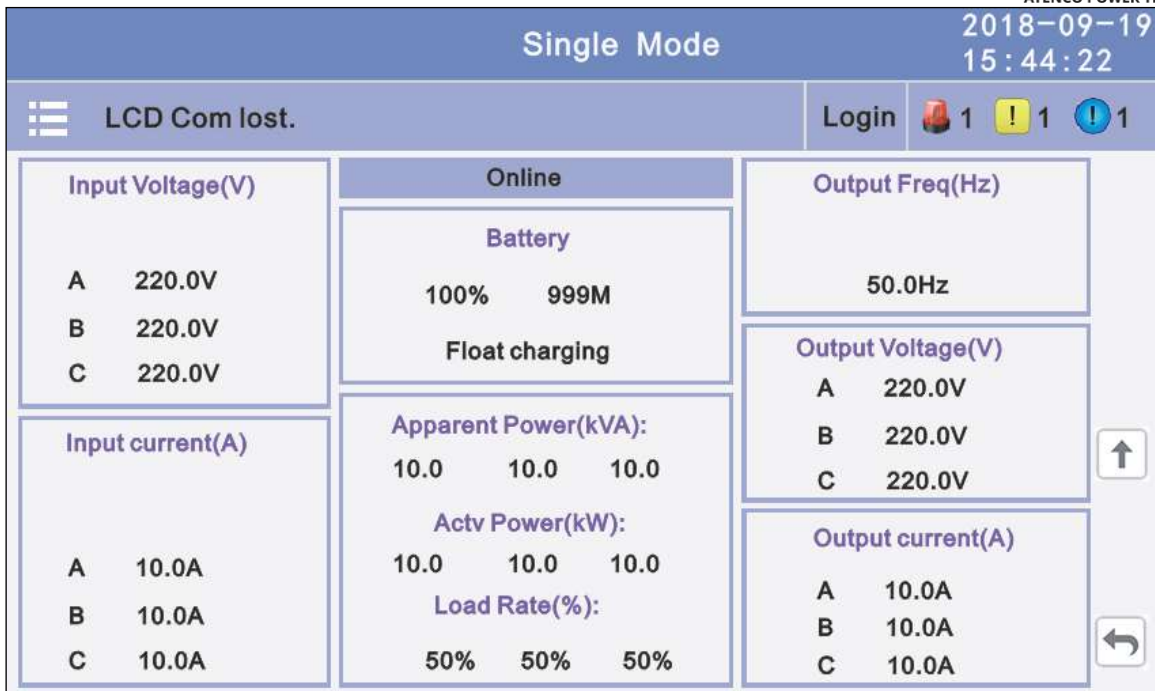 Single Mode
2018-09-19
15:44:22
LCD Com lost.
Login
1
! 1
! 1
Input Voltage(V)
A 220.0V
B 220.0V
C 220.0V
Input current(A)
A 10.0A
B 10.0A
C 10.0A
Online
Battery
100% 999M
Float charging
Apparent Power(kVA):
10.0 10.0 10.0
Actv Power(kW):
10.0 10.0 10.0
Load Rate(%):
50% 50% 50%
Output Freq(Hz)
50.0Hz
Output Voltage(V)
A 220.0V
B 220.0V
C 220.0V
Output current(A)
A 10.0A
B 10.0A
C 10.0A